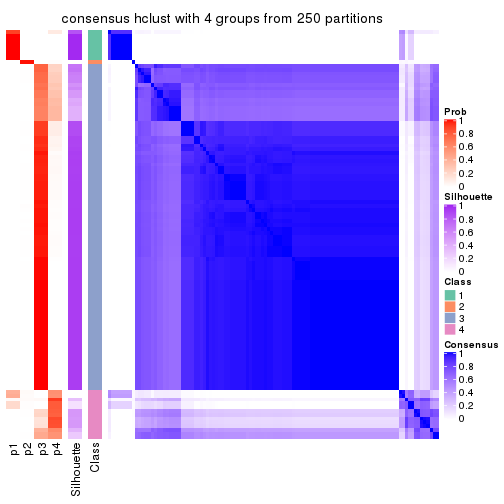 consensus hclust with 4 groups from 250 partitions
Prob
1
0.8
0.6
0.4
0.2
0
Silhouette
1
0.8
0.6
0.4
0.2
0
Class
1
2
3
4
Consensus
1
0.8
0.6
0.4
0.2
0
p1
p2
p3
p4
Silhouette
Class